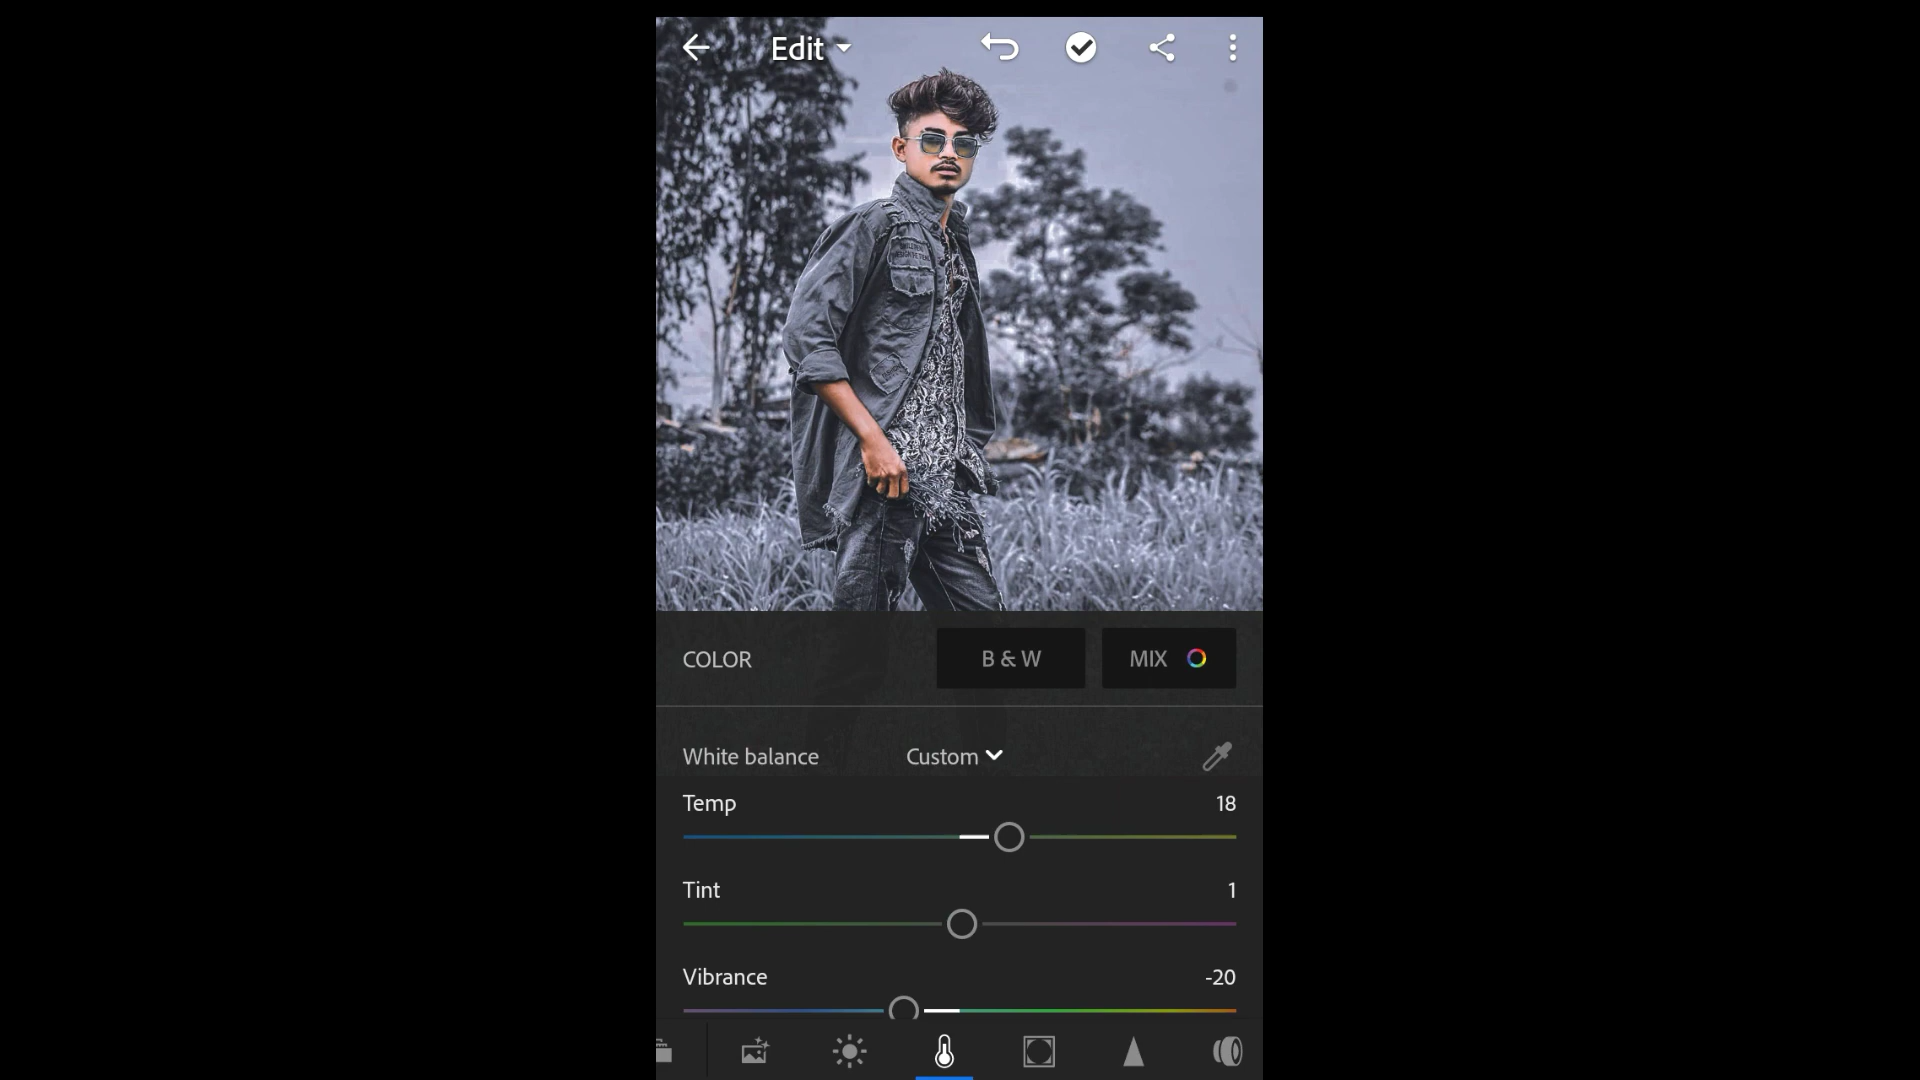 Edit
COLOR
B & W
MIX
White balance
Custom
Temp
18
Tint
1
Vibrance
-20